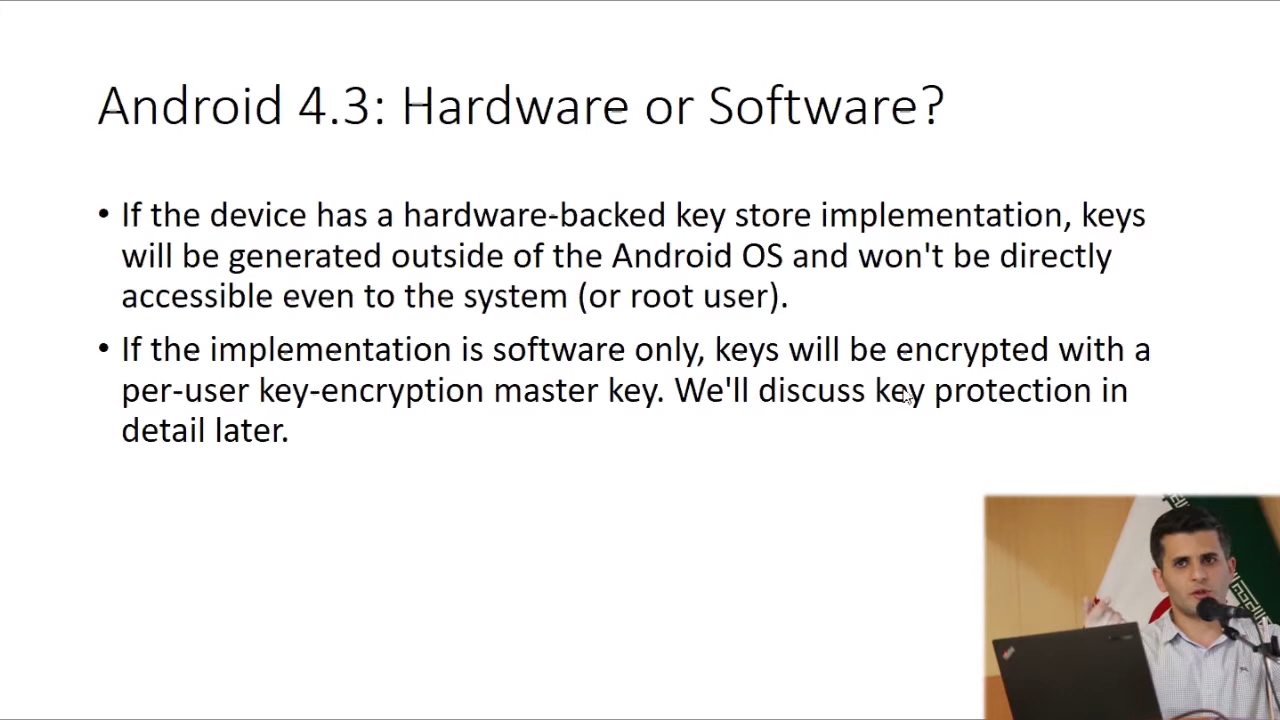 Android 4.3: Hardware or Software?
• If the device has a hardware-backed key store implementation, keys
will be generated outside of the Android OS and won't be directly
accessible even to the system (or root user).
• If the implementation is software only, keys will be encrypted with a
per-user key-encryption master key. We'll discuss key protection in
detail later.